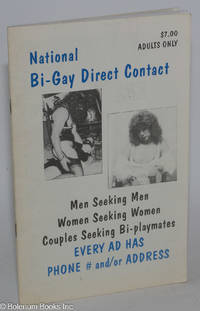 $7.00
ADULTS ONLY
National
Bi-Gay Direct Contact
Men Seeking Men
Women Seeking Women
Couples Seeking Bi-playmates
EVERY AD HAS
PHONE # and/or ADDRESS
© Bolerium Books Inc.